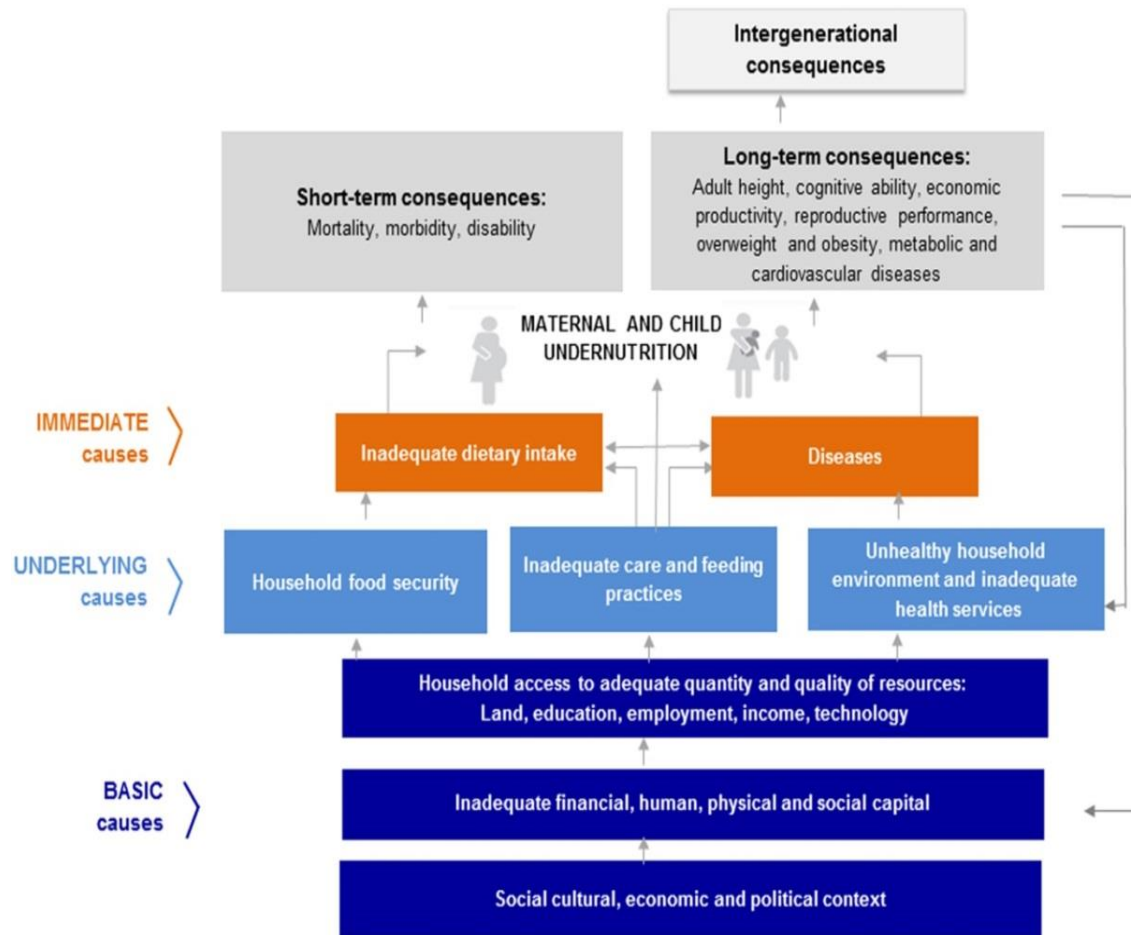 Intergenerational
consequences
Short-term consequences:
Mortality, morbidity, disability
Long-term consequences:
Adult height, cognitive ability, economic
productivity, reproductive performance,
overweight and obesity, metabolic and
cardiovascular diseases
MATERNAL AND CHILD
UNDERNUTRITION
IMMEDIATE
causes
Inadequate dietary intake
Diseases
UNDERLYING
causes
Household food security
Inadequate care and feeding
practices
Unhealthy household
environment and inadequate
health services
Household access to adequate quantity and quality of resources:
Land, education, employment, income, technology
BASIC
causes
Inadequate financial, human, physical and social capital
Social cultural, economic and political context